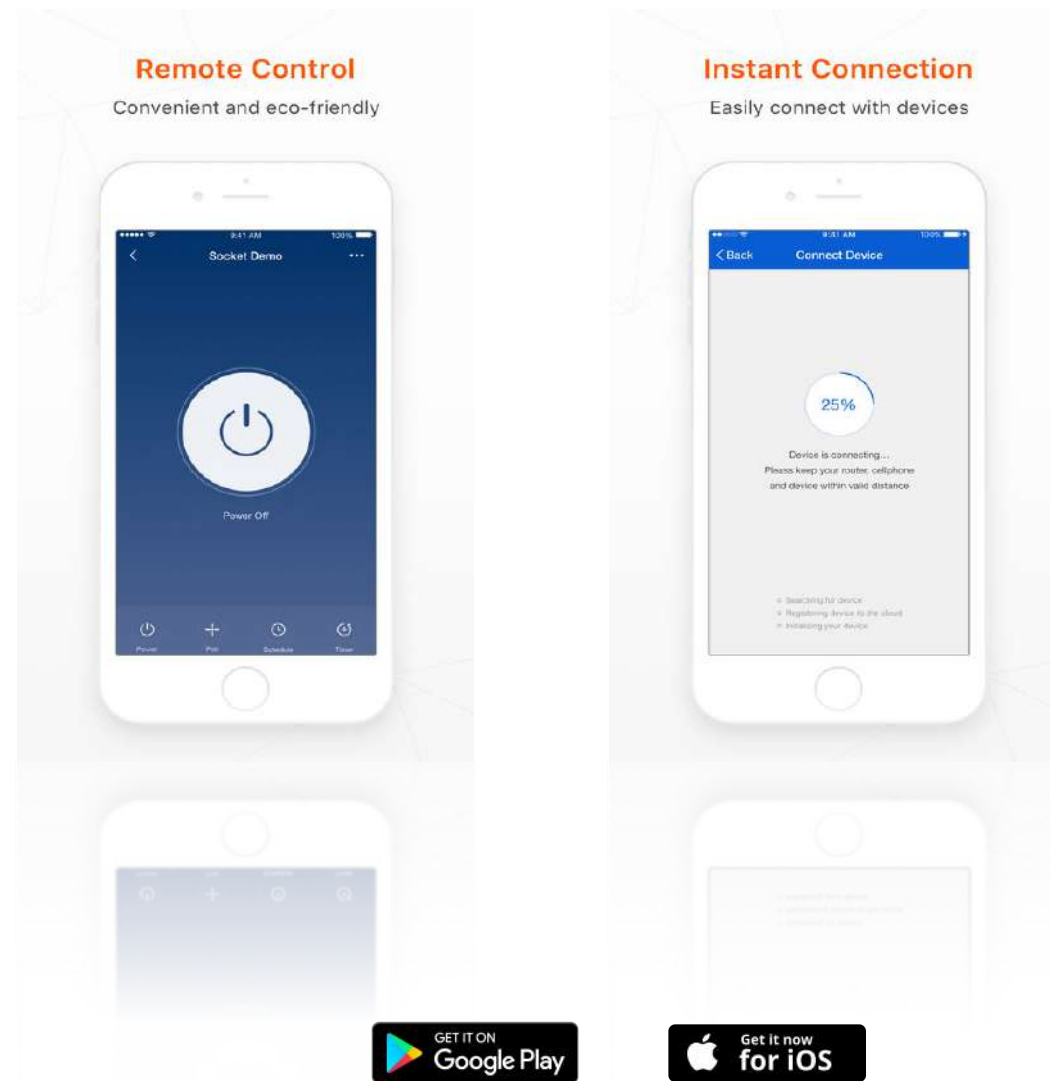 Remote Control
Convenient and eco-friendly
9:41 AM
100%
Socket Demo
Power Off
Power
Schedule
Timer
Instant Connection
Easily connect with devices
9:41 AM
100%
Back
Connect Device
25%
Device is connecting...
Please keep your router, cellphone
and device within valid distance
Searching for device
Registering device to the cloud
Initializing your device
GET IT ON
Google Play
Get it now
for iOS